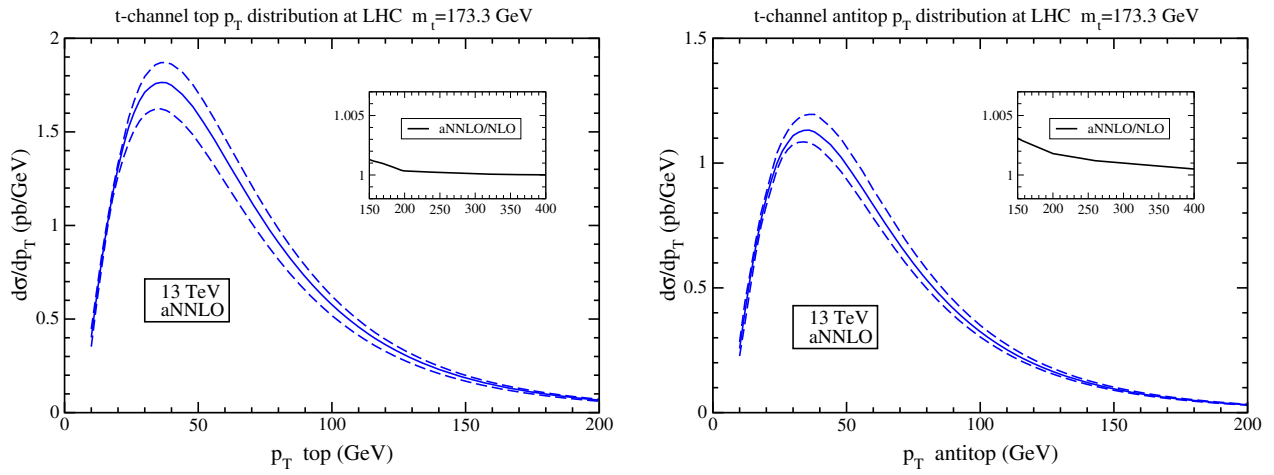 t-channel top p_T distribution at LHC m_t=173.3 GeV
2
1.5
1
0.5
0
dσ/dp_T (pb/GeV)
1.005
1
aNNLO/NLO
150 200 250 300 350 400
13 TeV
aNNLO
0 50 100 150 200
p_T top (GeV)
t-channel antitop p_T distribution at LHC m_t=173.3 GeV
1.5
1
0.5
0
dσ/dp_T (pb/GeV)
1.005
1
aNNLO/NLO
150 200 250 300 350 400
13 TeV
aNNLO
0 50 100 150 200
p_T antitop (GeV)